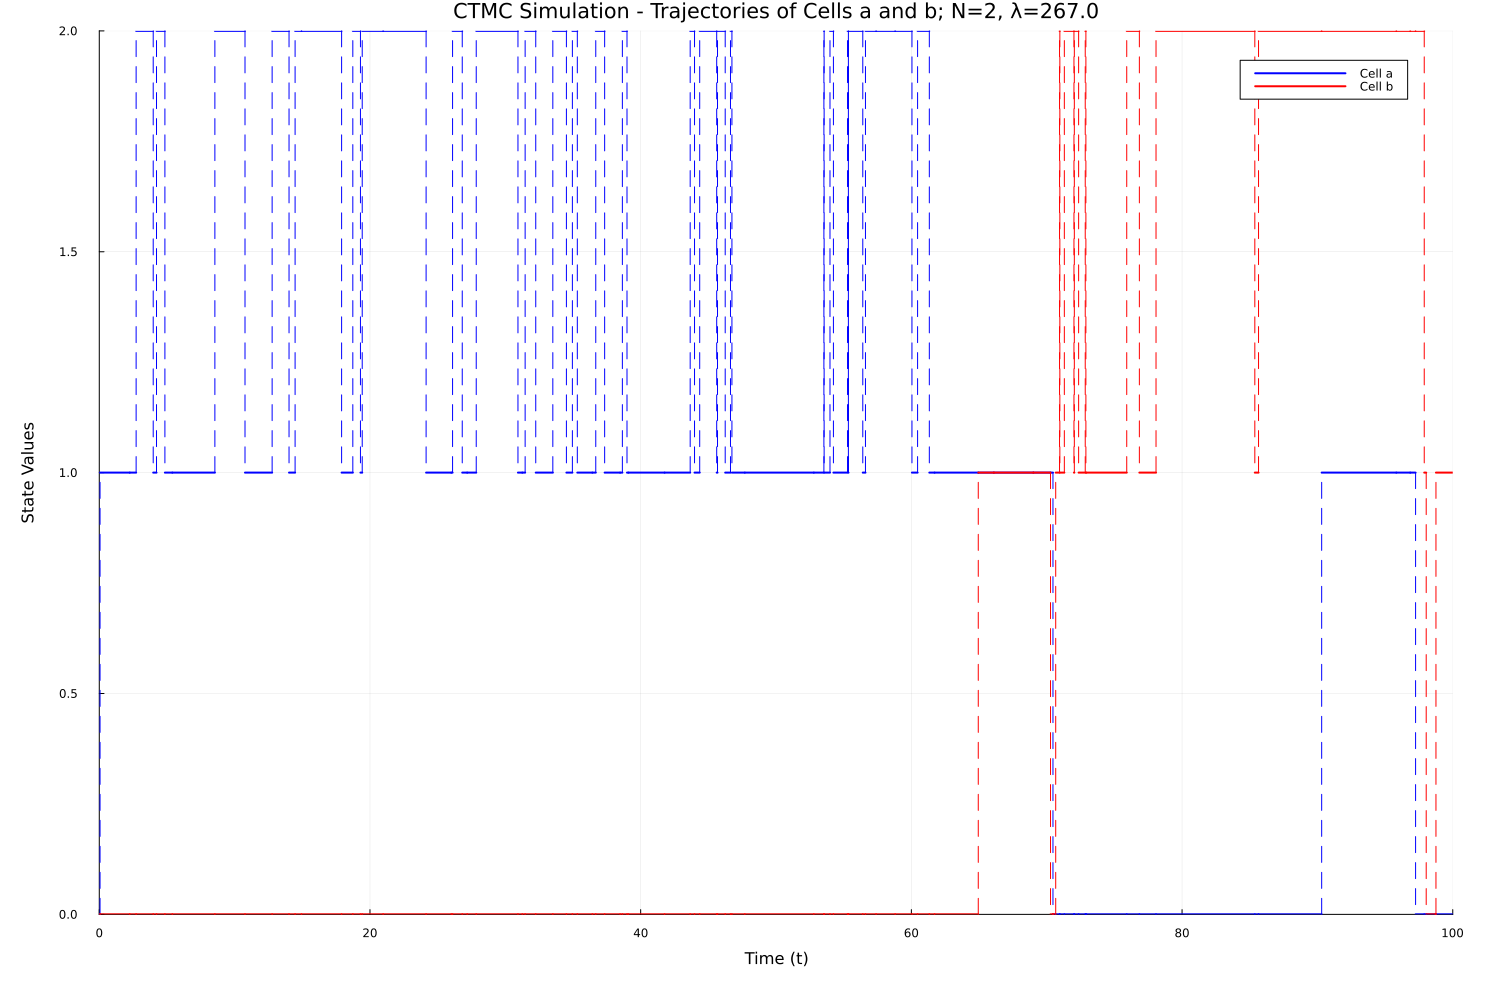 CTMC Simulation - Trajectories of Cells a and b; N=2, λ=267.0
2.0
Cell a
Cell b
1.5
1.0
State Values
0.5
0.0
0 20 40 60 80 100
Time (t)